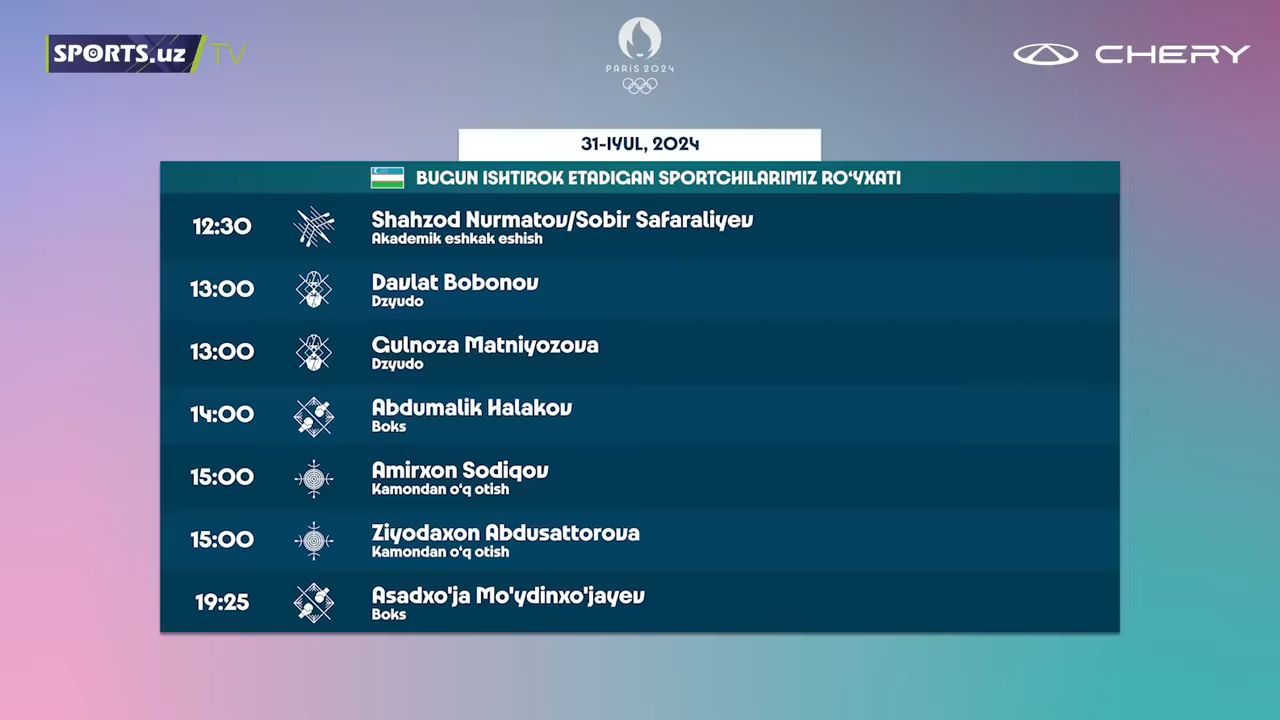 SPORTS.uz TV
PARIS 2024
CHERY
31-IYUL, 2024
BUGUN ISHTIROK ETADIGAN SPORTCHILARIMIZ RO‘YXATI
12:30
Shahzod Nurmatov/Sobir Safaraliyev
Akademik eshkak eshish
13:00
Davlat Bobonov
Dzyudo
13:00
Gulnoza Matniyozova
Dzyudo
14:00
Abdumalik Halakov
Boks
15:00
Amirxon Sodiqov
Kamondan o‘q otish
15:00
Ziyodaxon Abdusattorova
Kamondan o‘q otish
19:25
Asadxo'ja Mo'ydinxo'jayev
Boks